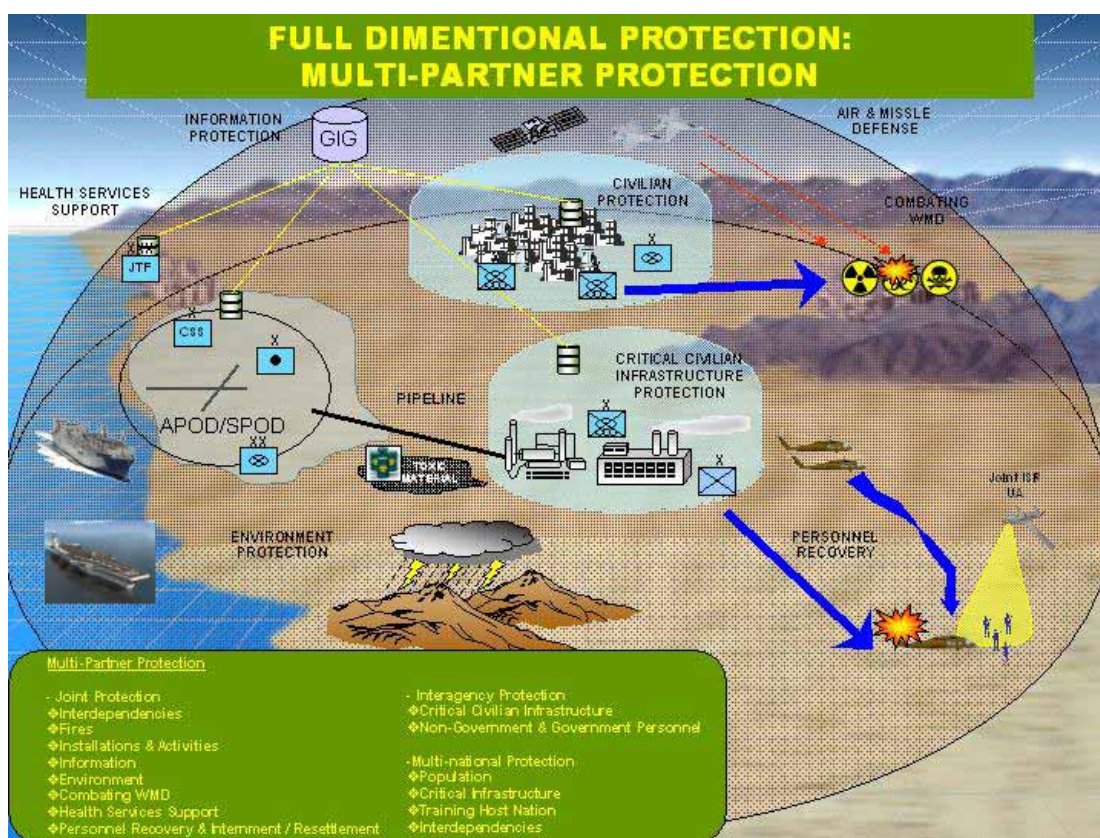 FULL DIMENTIONAL PROTECTION:
MULTI-PARTNER PROTECTION
INFORMATION
PROTECTION
GIG
AIR & MISSLE
DEFENSE
HEALTH SERVICES
SUPPORT
CIVILIAN
PROTECTION
COMBATING
WMD
X
JTF
X
X
X
X
CSS
X
CRITICAL CIVILIAN
INFRASTRUCTURE
PROTECTION
PIPELINE
X
APOD/SPOD
XX
TOXIC
MATERIAL
X
Joint ISR
UA
ENVIRONMENT
PROTECTION
PERSONNEL
RECOVERY
Multi-Partner Protection
- Joint Protection
❖Interdependencies
❖Fires
❖Installations & Activities
❖Information
❖Environment
❖Combating WMD
❖Health Services Support
❖Personnel Recovery & Internment / Resettlement
- Interagency Protection
❖Critical Civilian Infrastructure
❖Non-Government & Government Personnel
-Multi-national Protection
❖Population
❖Critical Infrastructure
❖Training Host Nation
❖Interdependencies